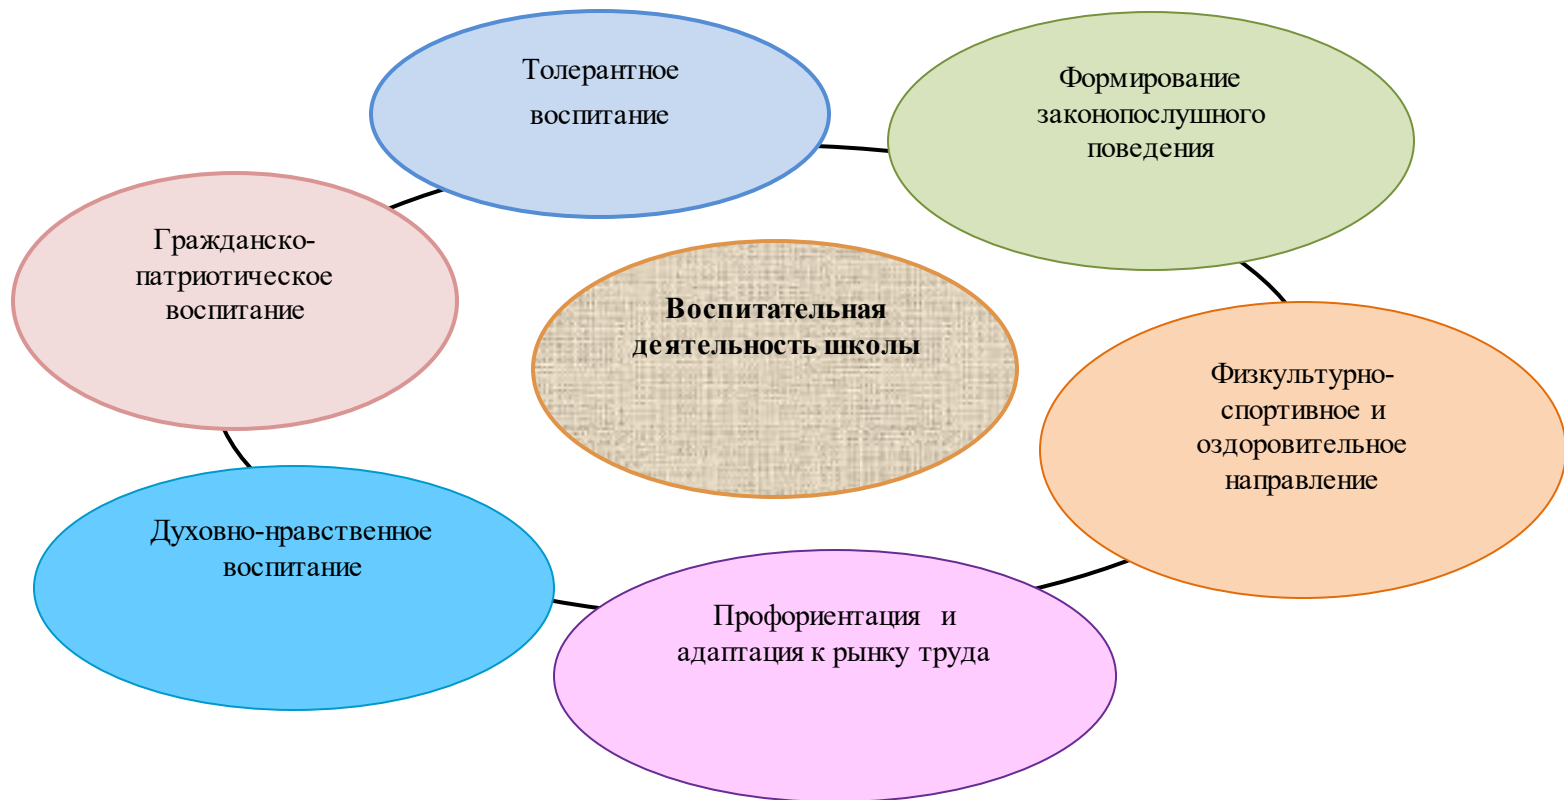 Толерантное
воспитание
Формирование
законопослушного
поведения
Гражданско-
патриотическое
воспитание
Воспитательная
деятельность школы
Физкультурно-
спортивное и
оздоровительное
направление
Духовно-нравственное
воспитание
Профориентация и
адаптация к рынку труда